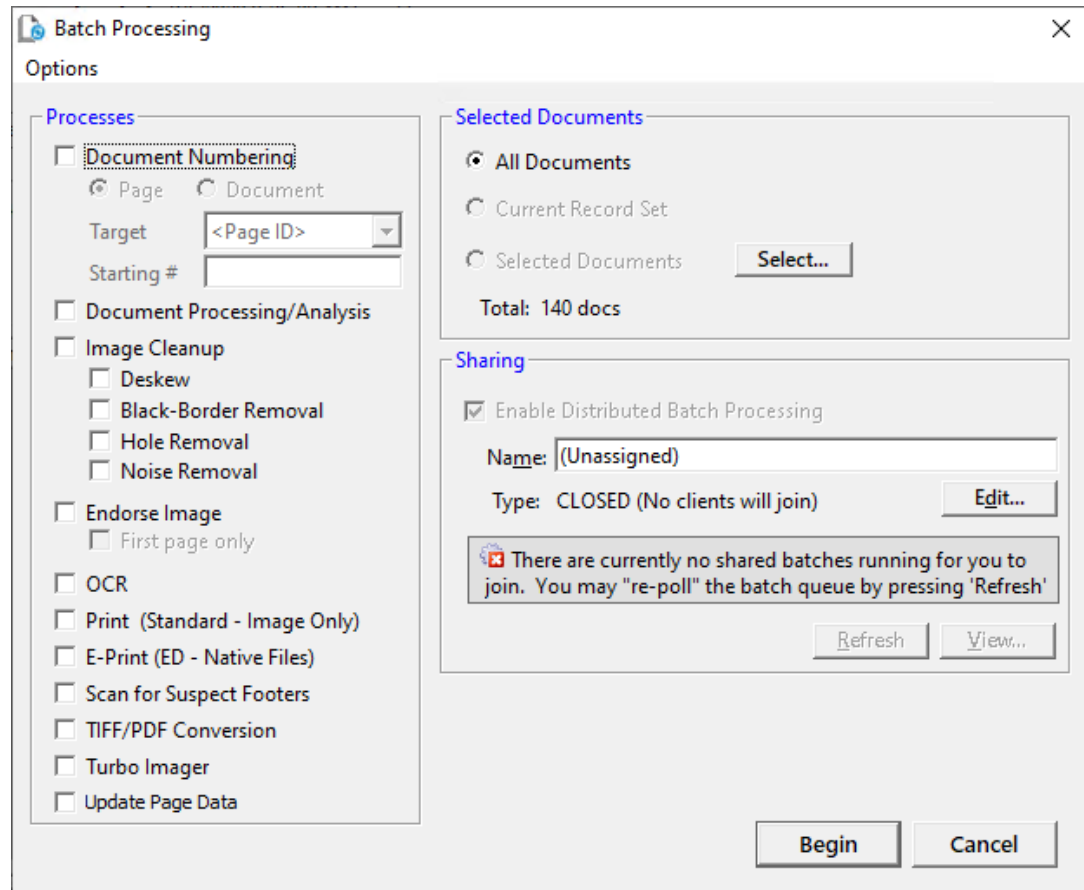 Batch Processing
Options
Processes
Document Numbering
Page Document
Target <Page ID>
Starting #
Document Processing/Analysis
Image Cleanup
Deskew
Black-Border Removal
Hole Removal
Noise Removal
Endorse Image
First page only
OCR
Print (Standard - Image Only)
E-Print (ED - Native Files)
Scan for Suspect Footers
TIFF/PDF Conversion
Turbo Imager
Update Page Data
Selected Documents
All Documents
Current Record Set
Selected Documents Select...
Total: 140 docs
Sharing
Enable Distributed Batch Processing
Name: (Unassigned)
Type: CLOSED (No clients will join) Edit...
There are currently no shared batches running for you to
join. You may "re-poll" the batch queue by pressing 'Refresh'
Refresh View...
Begin Cancel